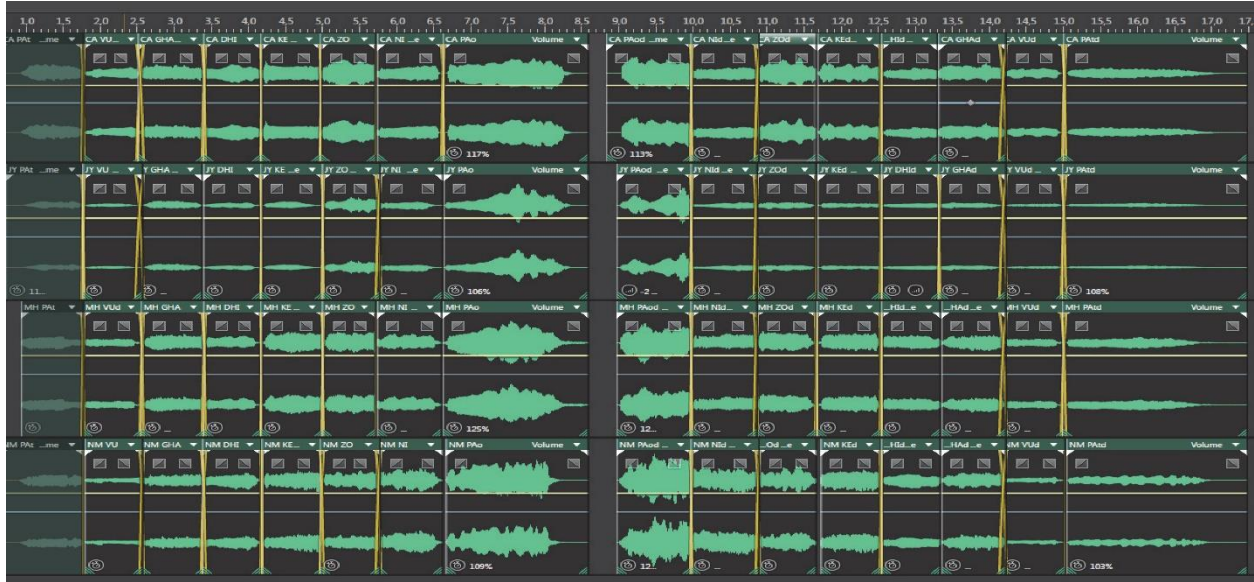 1,0 1,5 2,0 2,5 3,0 3,5 4,0 4,5 5,0 5,5 6,0 6,5 7,0 7,5 8,0 8,5 9,0 9,5 10,0 10,5 11,0 11,5 12,0 12,5 13,0 13,5 14,0 14,5 15,0 15,5 16,0 16,5 17,0
CA PAt ...me CA VU... CA GHA... CA DHI CA KE ... CA ZO CA NI ...e CA PAo Volume CA PAod ...me CA NId...e CA ZOd CA KEd... ...HId... CA GHAd CA VUd CA PAtd Volume
117% 113% _
JY PAt ...me JY VU ... Y GHA ... JY DHI JY KE ...e JY ZO ... JY NI ...e JY PAo Volume JY PAod ...e JY NId ...e JY ZOd JY KEd ...e JY DHId JY GHAd Y VUd ... JY PAtd Volume
11... _ _ 106% -2 ... _ 108%
MH PAt MH VUd MH GHA MH DHI MH KE ... MH ZO MH NI ... MH PAo Volume MH PAod ... MH NId...e MH ZOd MH KEd ...HId...e ...HAd ...e MH VUd MH PAtd Volume
_ _ 125% 12... _
NM PAt ...me NM VU NM GHA NM DHI NM KE... NM ZO NM NI NM PAo Volume NM PAod ... NM NId ... ...Od ...e NM KEd ...HId...e ...HAd ...e NM VUd NM PAtd Volume
109% 12... _ 103%